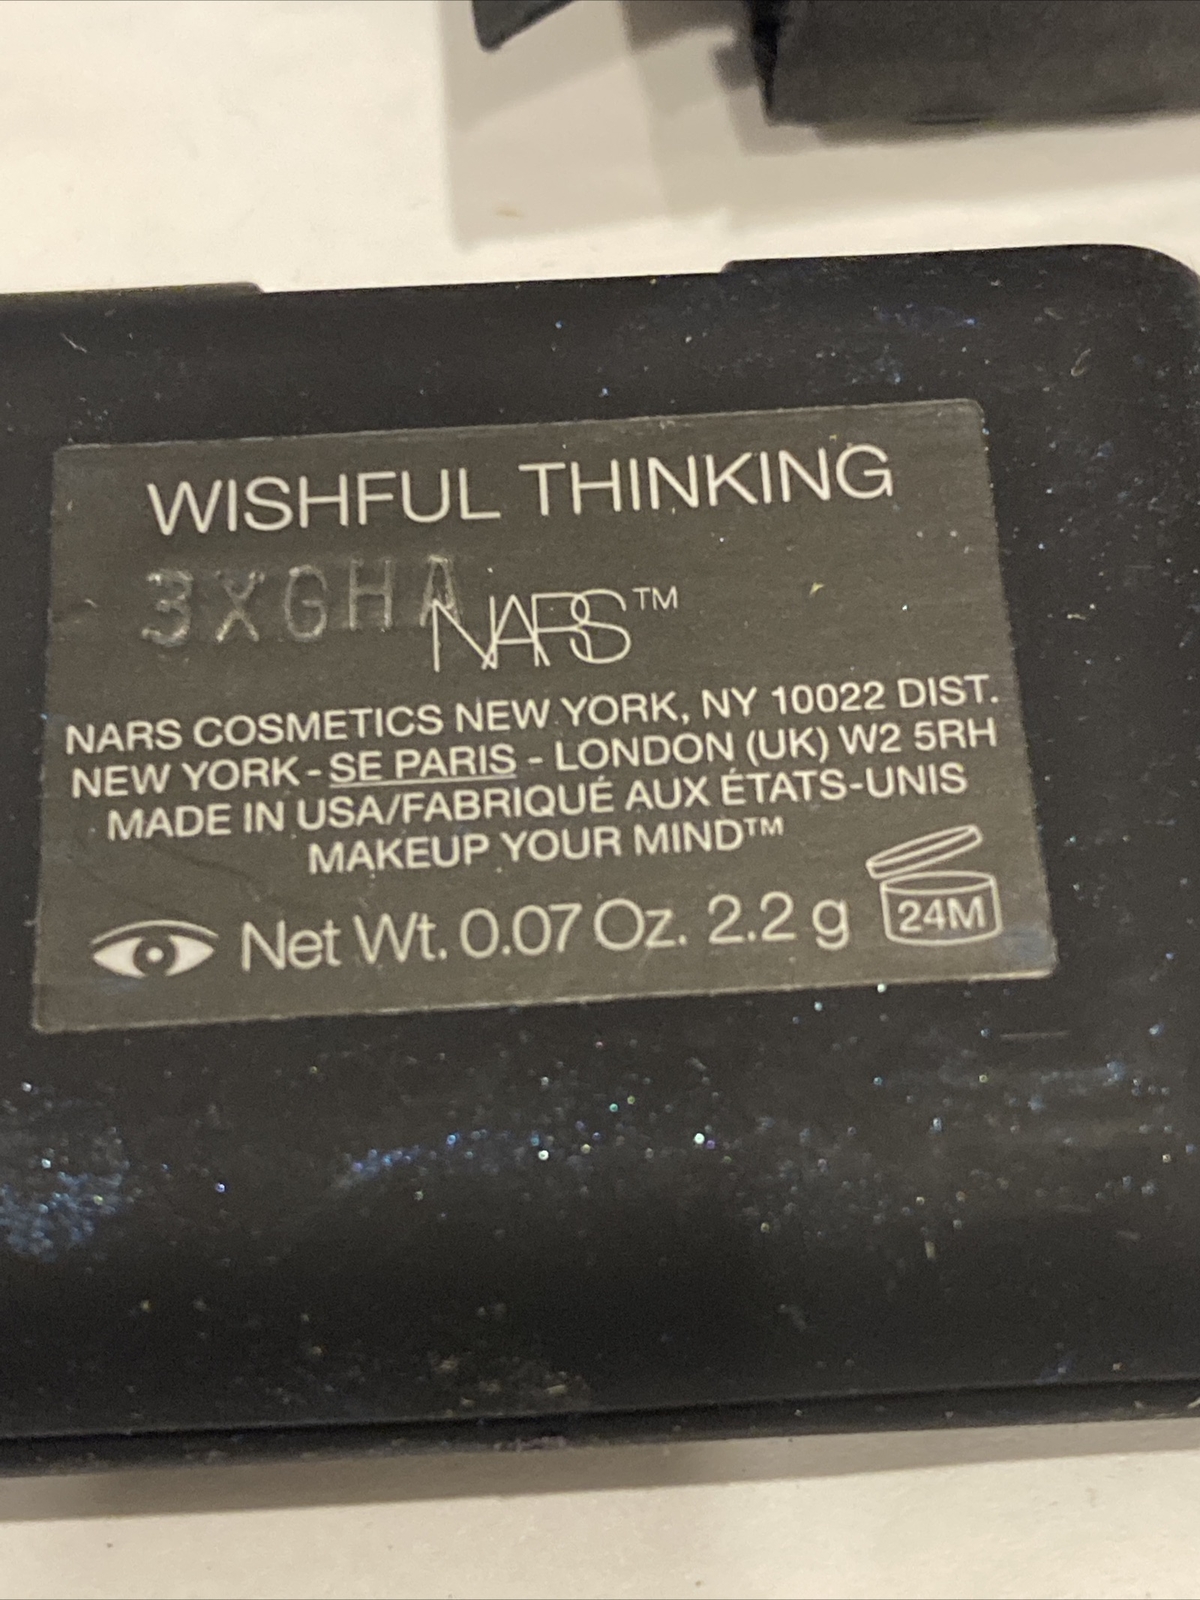 WISHFUL THINKING
3XGHA
NARS™
NARS COSMETICS NEW YORK, NY 10022 DIST.
NEW YORK - SE PARIS - LONDON (UK) W2 5RH
MADE IN USA/FABRIQUÉ AUX ÉTATS-UNIS
MAKEUP YOUR MIND™
Net Wt. 0.07 Oz. 2.2 g 24M